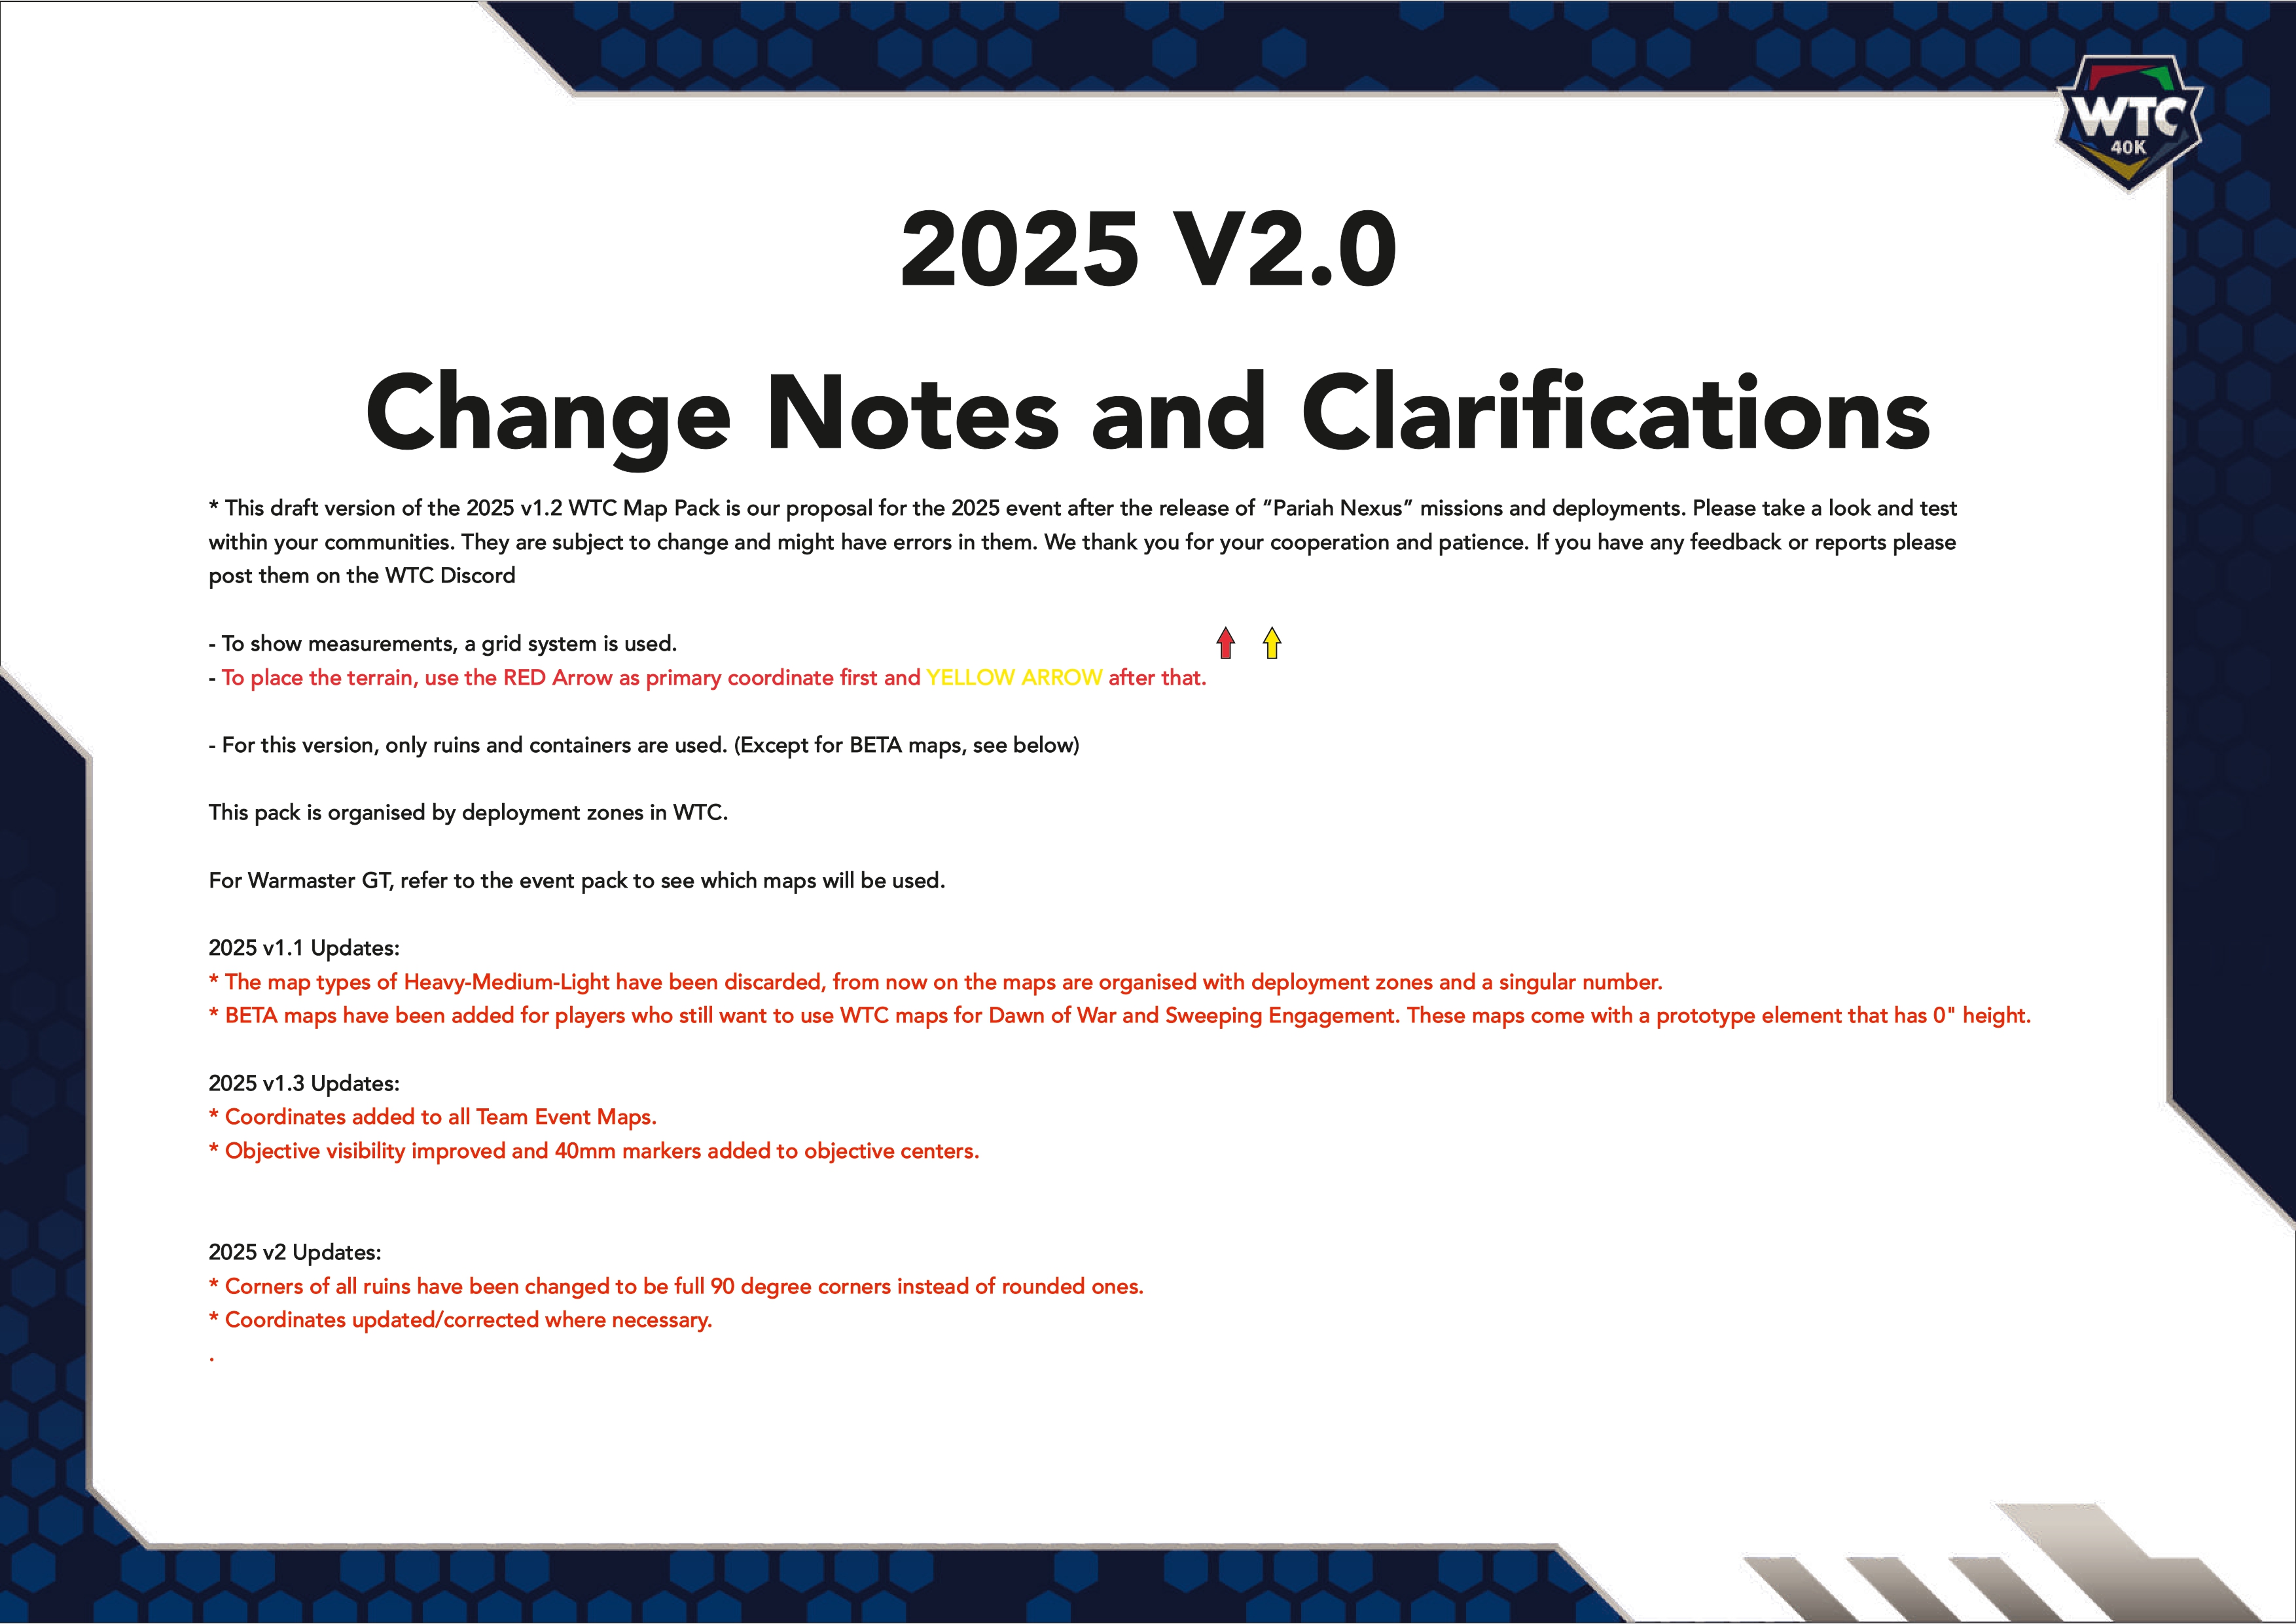 WTC
40K
2025 V2.0
Change Notes and Clarifications
* This draft version of the 2025 v1.2 WTC Map Pack is our proposal for the 2025 event after the release of “Pariah Nexus” missions and deployments. Please take a look and test
within your communities. They are subject to change and might have errors in them. We thank you for your cooperation and patience. If you have any feedback or reports please
post them on the WTC Discord
- To show measurements, a grid system is used.
- To place the terrain, use the RED Arrow as primary coordinate first and YELLOW ARROW after that.
- For this version, only ruins and containers are used. (Except for BETA maps, see below)
This pack is organised by deployment zones in WTC.
For Warmaster GT, refer to the event pack to see which maps will be used.
2025 v1.1 Updates:
* The map types of Heavy-Medium-Light have been discarded, from now on the maps are organised with deployment zones and a singular number.
* BETA maps have been added for players who still want to use WTC maps for Dawn of War and Sweeping Engagement. These maps come with a prototype element that has 0" height.
2025 v1.3 Updates:
* Coordinates added to all Team Event Maps.
* Objective visibility improved and 40mm markers added to objective centers.
2025 v2 Updates:
* Corners of all ruins have been changed to be full 90 degree corners instead of rounded ones.
* Coordinates updated/corrected where necessary.
.